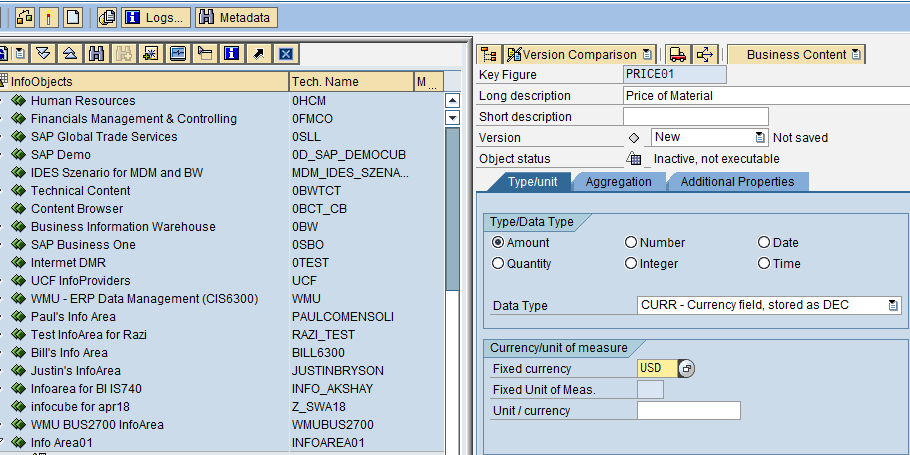 Logs... Metadata
InfoObjects Tech. Name M...
Human Resources 0HCM
Financials Management & Controlling 0FMCO
SAP Global Trade Services 0SLL
SAP Demo 0D_SAP_DEMOCUB
IDES Szenario for MDM and BW MDM_IDES_SZENA...
Technical Content 0BWTCT
Content Browser 0BCT_CB
Business Information Warehouse 0BW
SAP Business One 0SBO
Internet DMR 0TEST
UCF InfoProviders UCF
WMU - ERP Data Management (CIS6300) WMU
Paul's Info Area PAULCOMENSOLI
Test InfoArea for Razi RAZI_TEST
Bill's Info Area BILL6300
Justin's InfoArea JUSTINBRYSON
Infoarea for BI IS740 INFO_AKSHAY
infocube for apr18 Z_SWA18
WMU BUS2700 InfoArea WMUBUS2700
Info Area01 INFOAREA01
Version Comparison Business Content
Key Figure PRICE01
Long description Price of Material
Short description
Version New Not saved
Object status Inactive, not executable
Type/unit Aggregation Additional Properties
Type/Data Type
Amount Number Date
Quantity Integer Time
Data Type CURR - Currency field, stored as DEC
Currency/unit of measure
Fixed currency USD
Fixed Unit of Meas.
Unit / currency